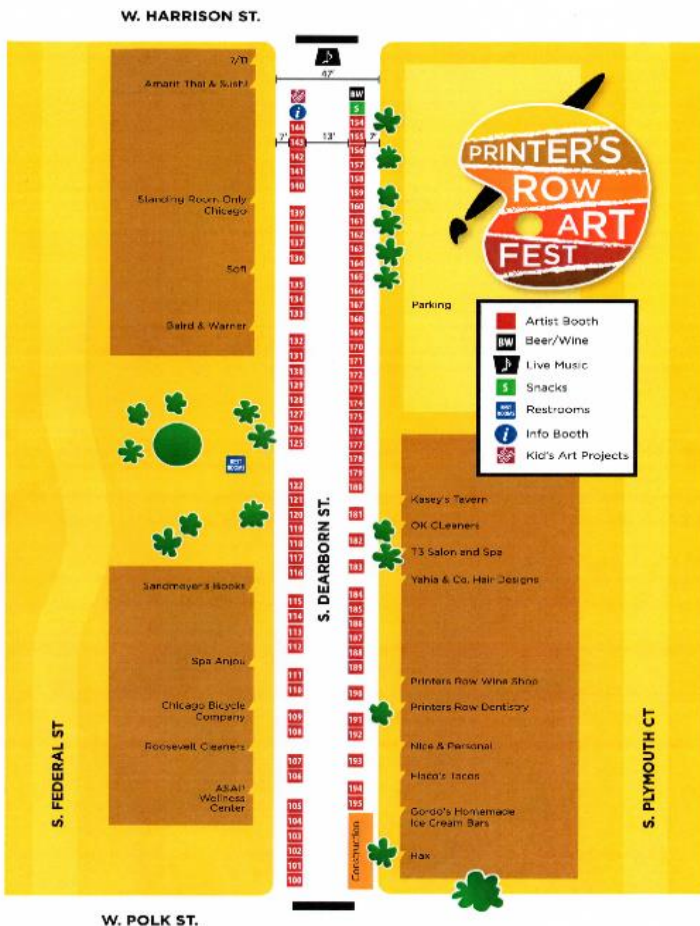 W. HARRISON ST.
7/11
Amarit Thai & Sushi
Standing Room Only
Chicago
Sofi
Baird & Warner
47'
7'
13'
7'
BW
S
i
144
143
142
141
140
139
138
137
136
135
134
133
132
131
130
129
128
127
126
125
122
121
120
119
118
117
116
115
114
113
112
111
110
109
108
107
106
105
104
103
102
101
100
154
155
156
157
158
159
160
161
162
163
164
165
166
167
168
169
170
171
172
173
174
175
176
177
178
179
180
181
182
183
184
185
186
187
188
189
190
191
192
193
194
195
Construction
S. DEARBORN ST.
PRINTER'S
ROW
ART
FEST
Parking
Artist Booth
BW Beer/Wine
Live Music
S Snacks
REST ROOMS Restrooms
i Info Booth
Kid's Art Projects
REST
ROOMS
Sandmeyer's Books
Spa Anjou
Chicago Bicycle
Company
Roosevelt Cleaners
ASAP
Wellness
Center
S. FEDERAL ST
Kasey's Tavern
OK CLeaners
T3 Salon and Spa
Yahia & Co. Hair Designs
Printers Row Wine Shop
Printers Row Dentistry
Nice & Personal
Flaco's Tacos
Gordo's Homemade
Ice Cream Bars
Hax
S. PLYMOUTH CT
W. POLK ST.